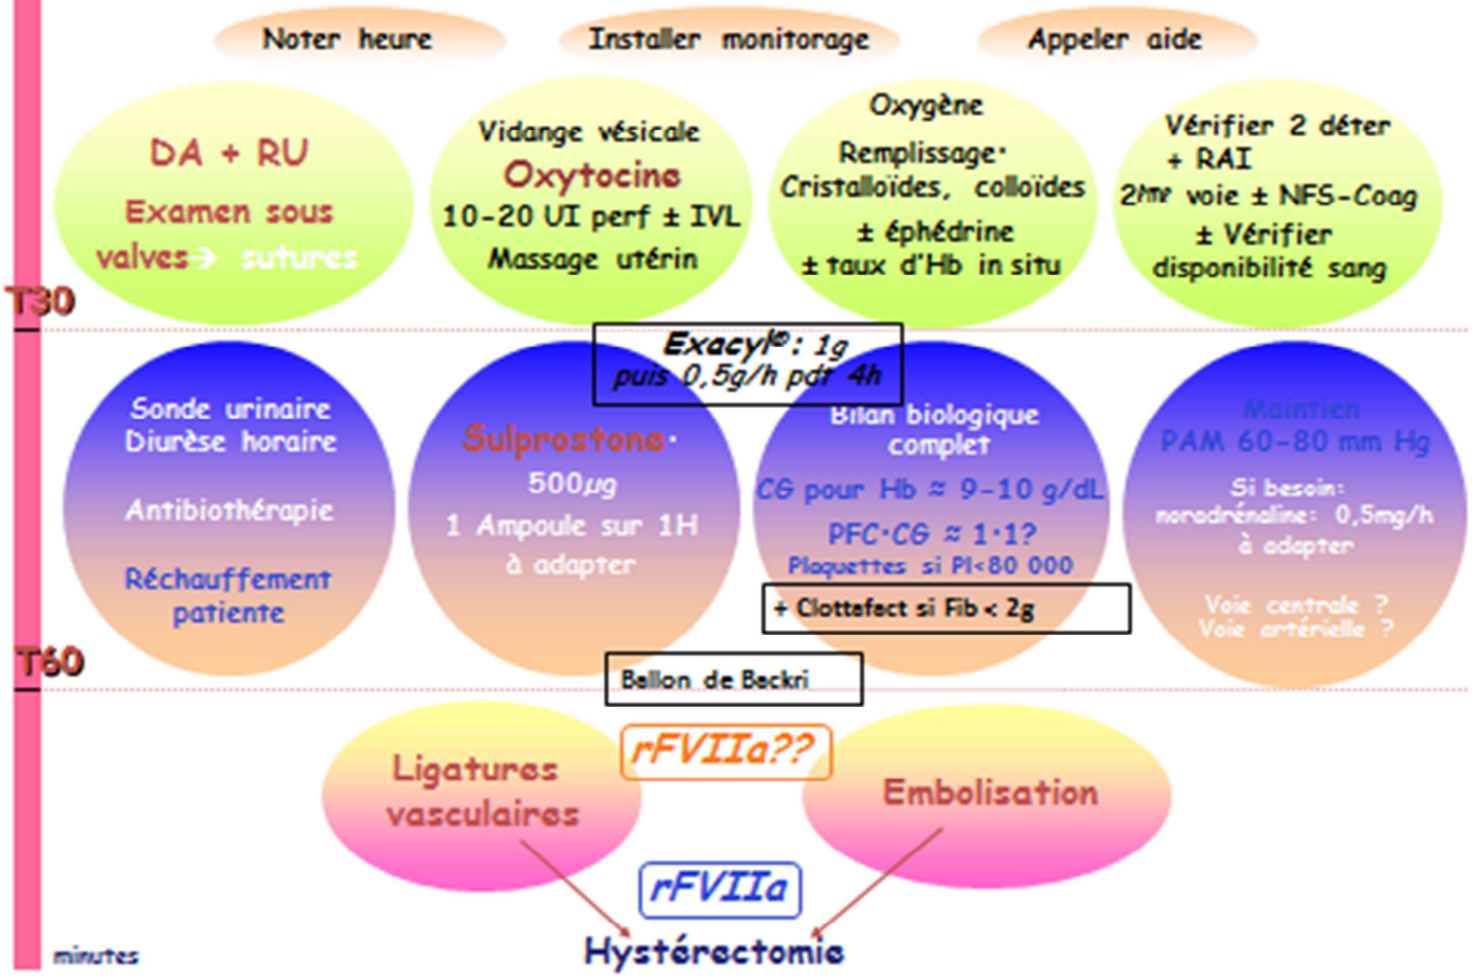 Noter heure
Installer monitorage
Appeler aide
DA + RU
Examen sous
valves→ sutures
Vidange vésicale
Oxytocine
10-20 UI perf ± IVL
Massage utérin
Oxygène
Remplissage·
Cristalloïdes, colloïdes
± éphédrine
± taux d'Hb in situ
Vérifier 2 déter
+ RAI
2ème voie ± NFS-Coag
± Vérifier
disponibilité sang
T30
Exacyl®: 1g
puis 0,5g/h pdt 4h
Sonde urinaire
Diurèse horaire
Antibiothérapie
Réchauffement
patiente
Sulprostone·
500µg
1 Ampoule sur 1H
à adapter
Bilan biologique
complet
CG pour Hb ≈ 9-10 g/dL
PFC·CG ≈ 1·1?
Plaquettes si Pl<80 000
+ Clottafact si Fib < 2g
Maintien
PAM 60-80 mm Hg
Si besoin:
noradrénaline: 0,5mg/h
à adapter
Voie centrale ?
Voie artérielle ?
T60
Ballon de Backri
Ligatures
vasculaires
rFVIIa??
Embolisation
rFVIIa
Hystérectomie
minutes